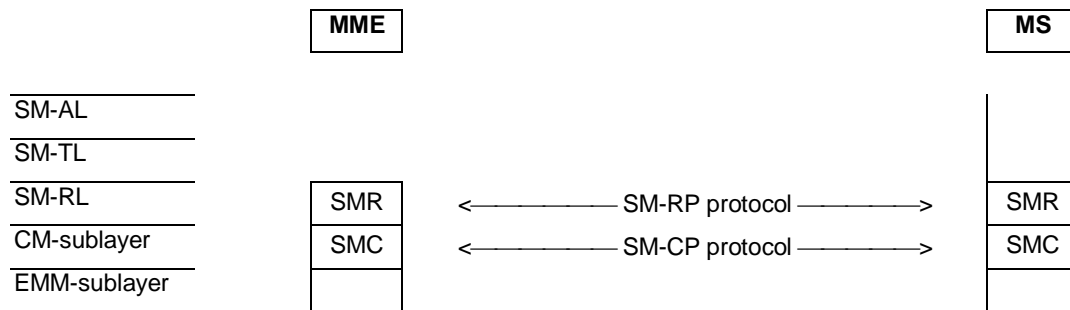 MME MS
SM-AL
SM-TL
SM-RL SMR <——————— SM-RP protocol ———————> SMR
CM-sublayer SMC <——————— SM-CP protocol ———————> SMC
EMM-sublayer